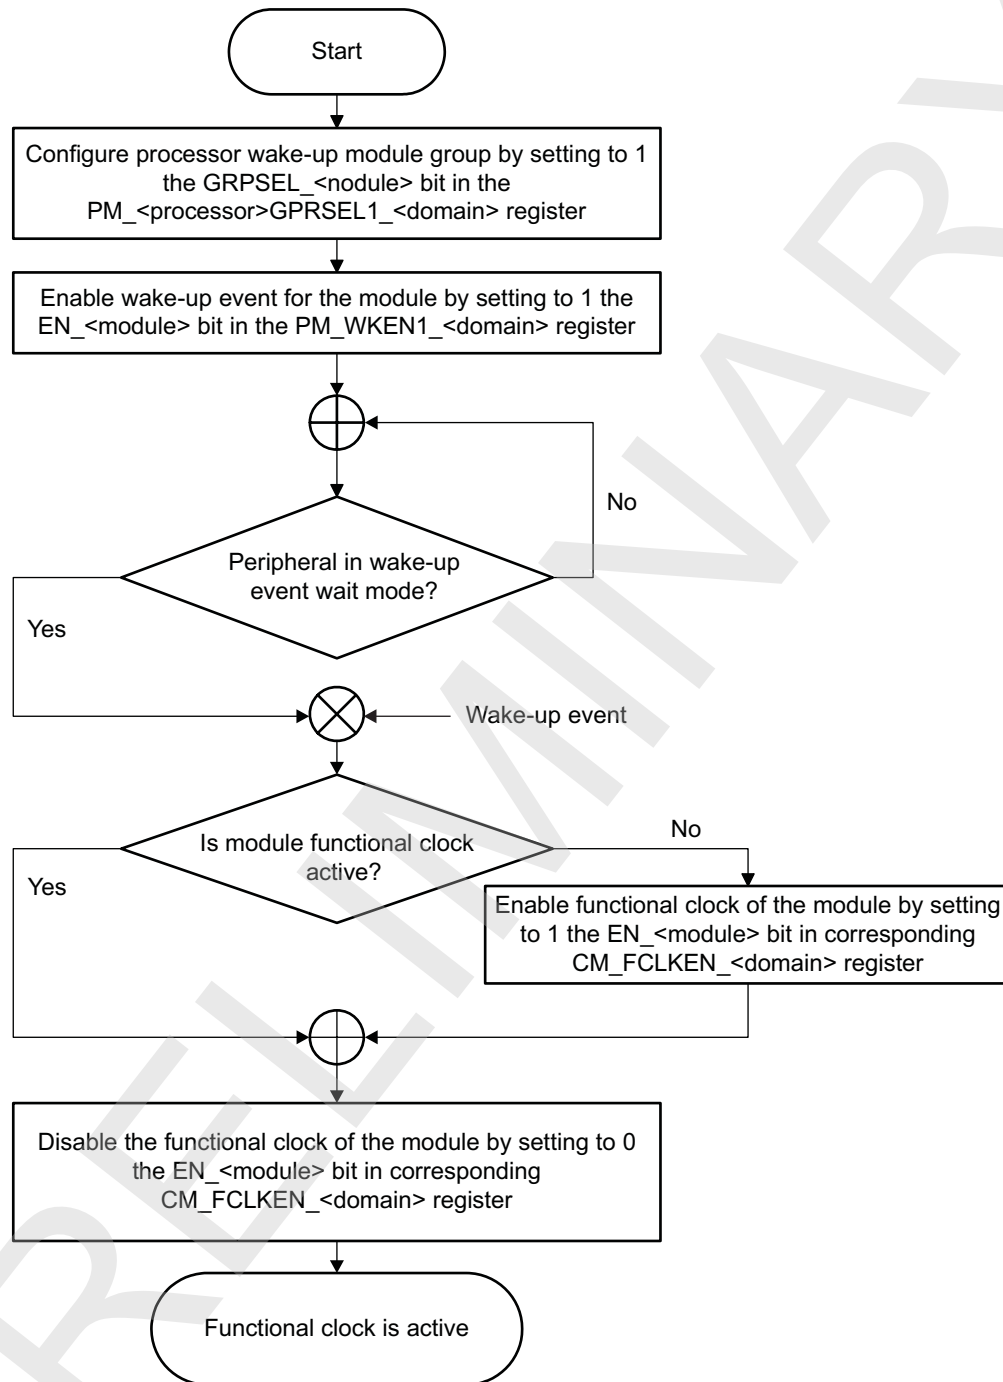 Start
Configure processor wake-up module group by setting to 1
the GRPSEL_<nodule> bit in the
PM_<processor>GPRSEL1_<domain> register
Enable wake-up event for the module by setting to 1 the
EN_<module> bit in the PM_WKEN1_<domain> register
No
Peripheral in wake-up
event wait mode?
Yes
Wake-up event
Is module functional clock
active?
No
Yes
Enable functional clock of the module by setting
to 1 the EN_<module> bit in corresponding
CM_FCLKEN_<domain> register
Disable the functional clock of the module by setting to 0
the EN_<module> bit in corresponding
CM_FCLKEN_<domain> register
Functional clock is active
PRELIMINARY